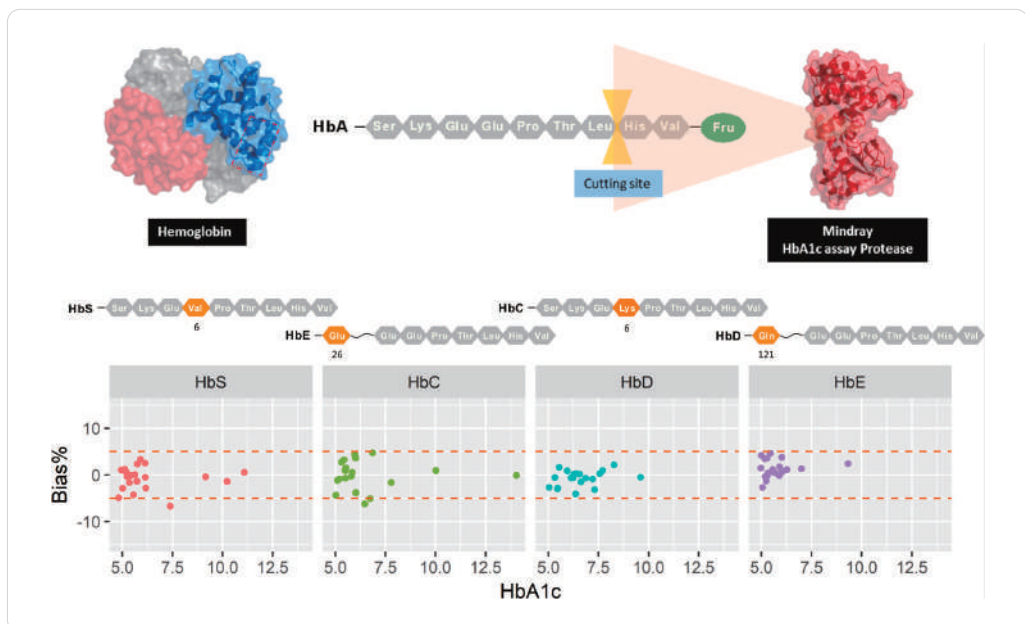 HbA Ser Lys Glu Glu Pro Thr Leu His Val Fru
Cutting site
Hemoglobin
Mindray
HbA1c assay Protease
HbS Ser Lys Glu Val Pro Thr Leu His Val
6
HbC Ser Lys Glu Lys Pro Thr Leu His Val
6
HbE Glu Glu Glu Pro Thr Leu His Val
26
HbD Gln Glu Glu Pro Thr Leu His Val
121
HbS HbC HbD HbE
Bias%
10
0
-10
5.0 7.5 10.0 12.5 5.0 7.5 10.0 12.5 5.0 7.5 10.0 12.5 5.0 7.5 10.0 12.5
HbA1c